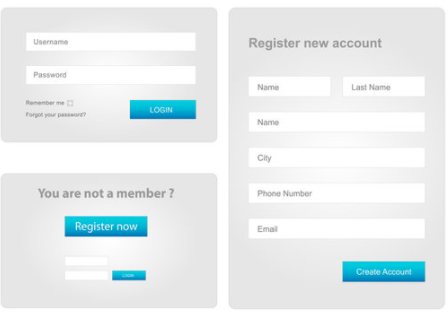 Username
Password
Remember me
Forgot your password?
LOGIN
You are not a member ?
Register now
LOGIN
Register new account
Name Last Name
Name
City
Phone Number
Email
Create Account